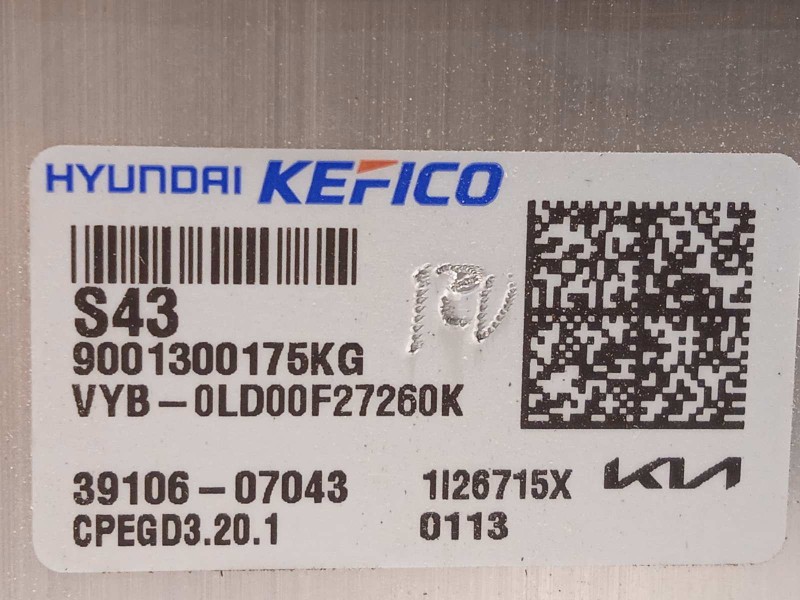 HYUNDAI KEFICO
S43
9001300175KG
VYB-0LD00F27260K
39106-07043 1I26715X KIA
CPEGD3.20.1 0113